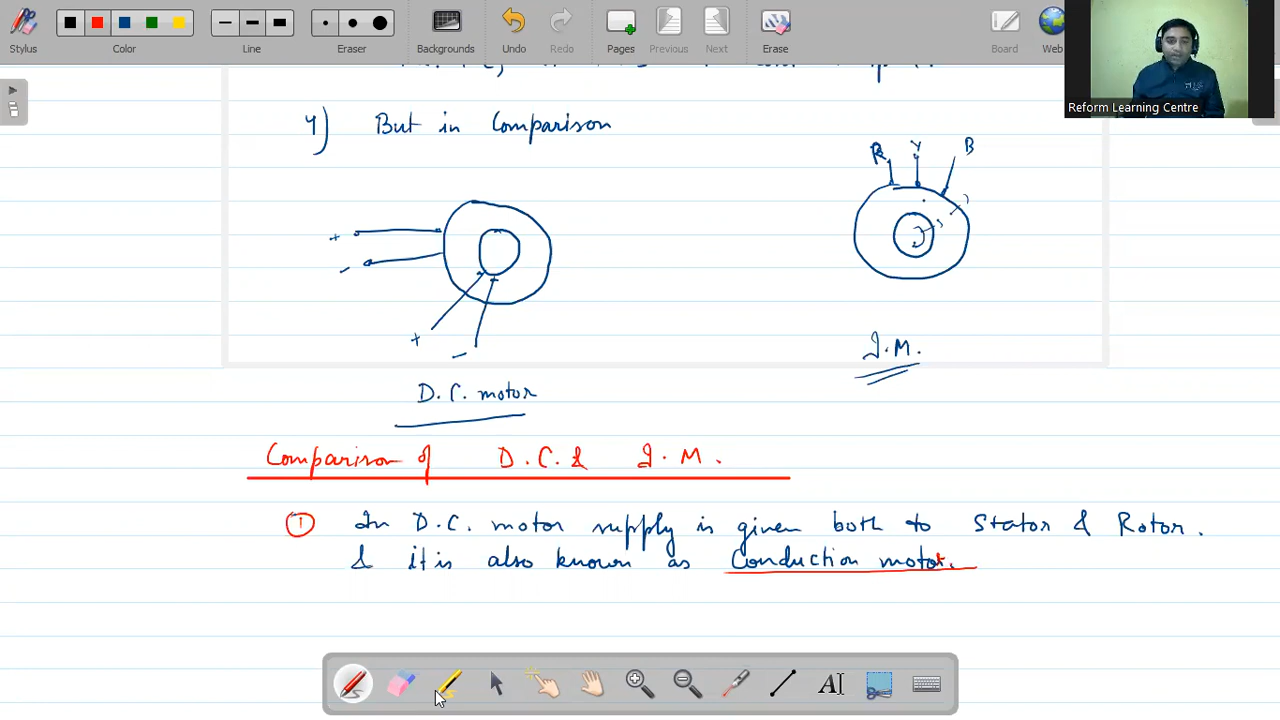 Stylus
Color
Line
Eraser
Backgrounds
Undo
Redo
Pages
Previous
Next
Erase
Board
Web
Reform Learning Centre
4) But in Comparison
R Y B
+
-
+
-
I.M.
D.C. motor
Comparison of D.C. & I.M.
① In D.C. motor supply is given both to Stator & Rotor.
& it is also known as Conduction motor.